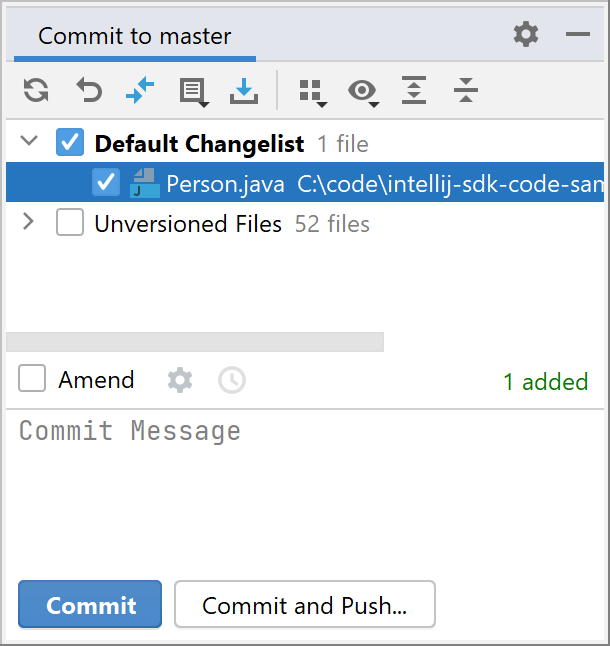 Commit to master
Default Changelist 1 file
J Person.java C:\code\intellij-sdk-code-sam
Unversioned Files 52 files
Amend 1 added
Commit Message
Commit Commit and Push...